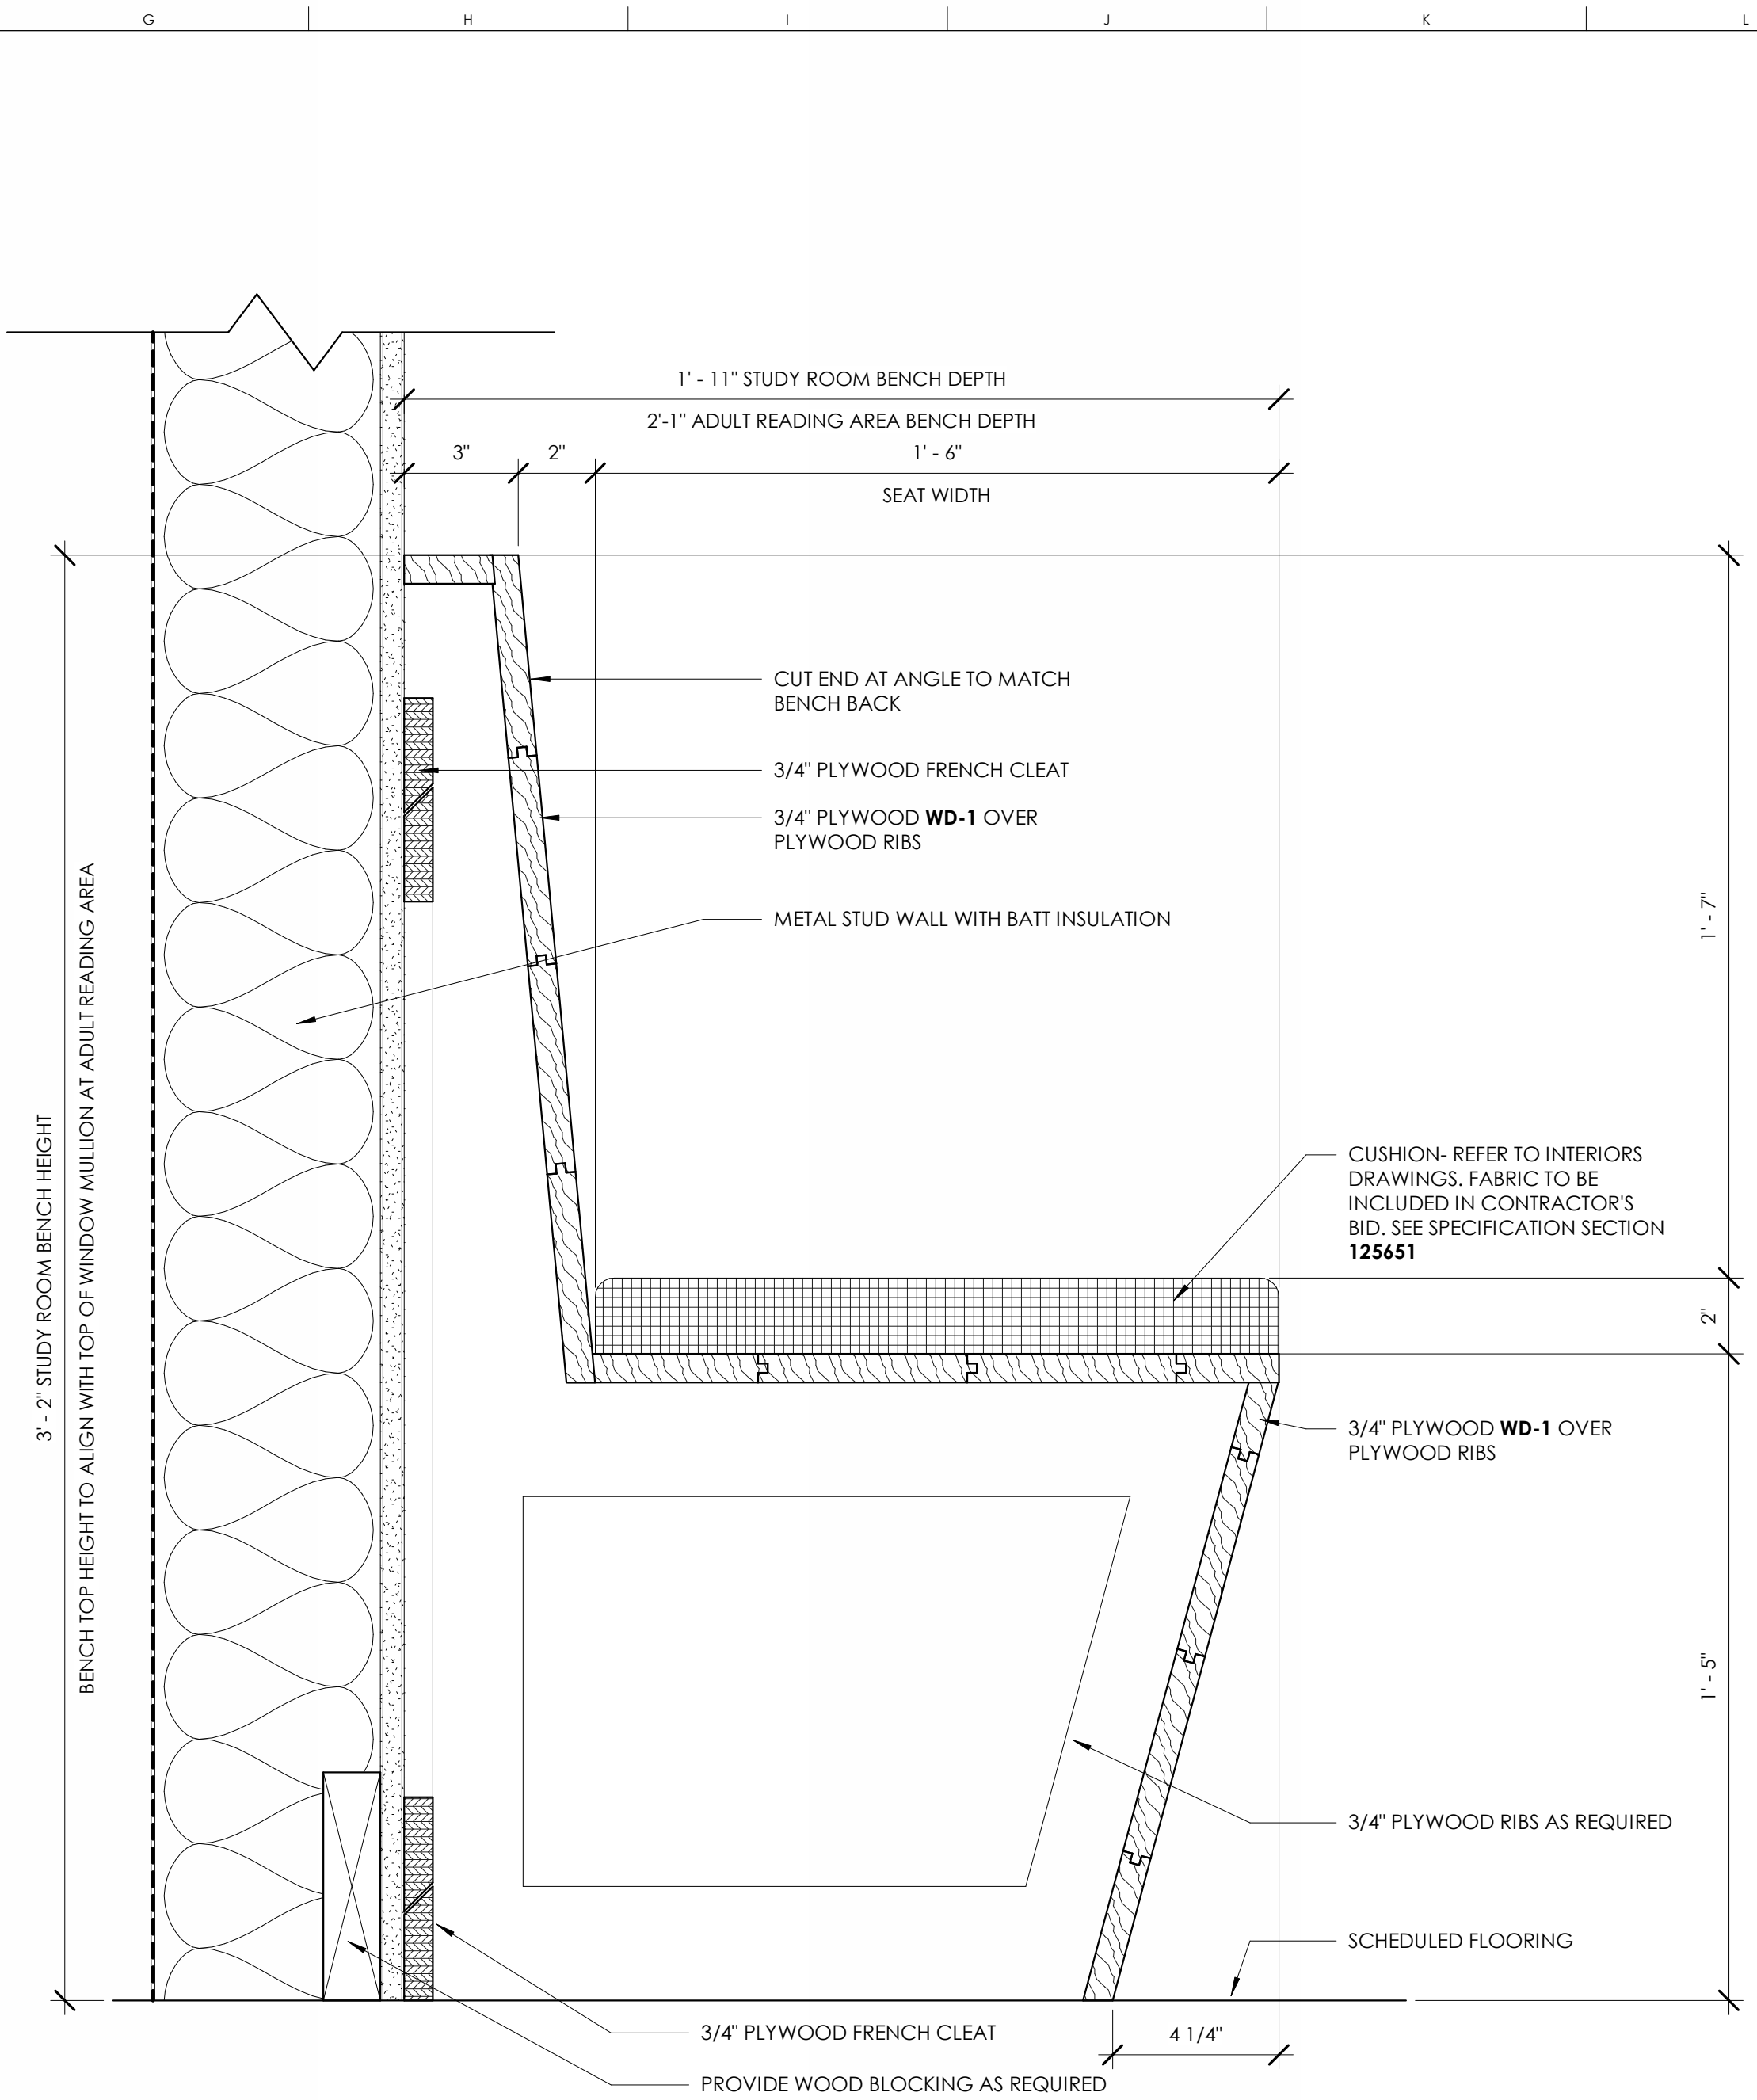 G H I J K L
1' - 11" STUDY ROOM BENCH DEPTH
2'-1" ADULT READING AREA BENCH DEPTH
3" 2" 1' - 6"
SEAT WIDTH
CUT END AT ANGLE TO MATCH
BENCH BACK
3/4" PLYWOOD FRENCH CLEAT
3/4" PLYWOOD WD-1 OVER
PLYWOOD RIBS
METAL STUD WALL WITH BATT INSULATION
3' - 2" STUDY ROOM BENCH HEIGHT
BENCH TOP HEIGHT TO ALIGN WITH TOP OF WINDOW MULLION AT ADULT READING AREA
1' - 7"
CUSHION- REFER TO INTERIORS
DRAWINGS. FABRIC TO BE
INCLUDED IN CONTRACTOR'S
BID. SEE SPECIFICATION SECTION
125651
2"
3/4" PLYWOOD WD-1 OVER
PLYWOOD RIBS
1' - 5"
3/4" PLYWOOD RIBS AS REQUIRED
SCHEDULED FLOORING
3/4" PLYWOOD FRENCH CLEAT
4 1/4"
PROVIDE WOOD BLOCKING AS REQUIRED